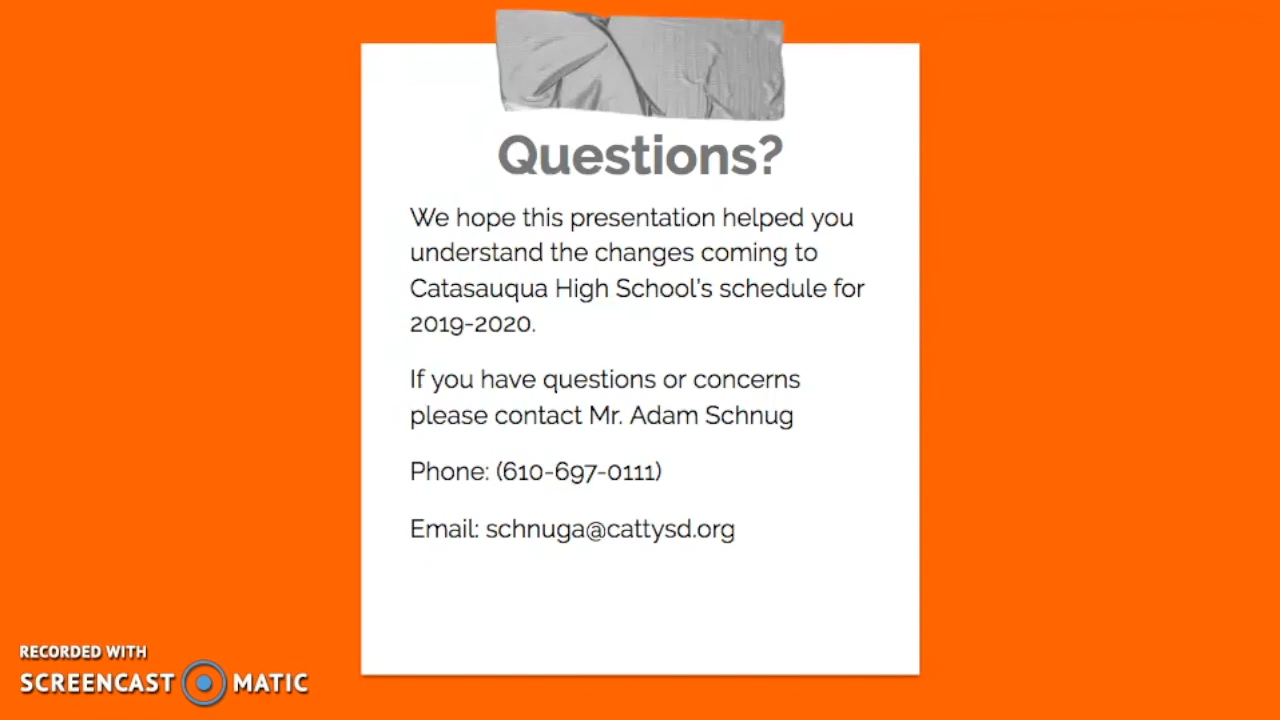 Questions?
We hope this presentation helped you
understand the changes coming to
Catasauqua High School's schedule for
2019-2020.
If you have questions or concerns
please contact Mr. Adam Schnug
Phone: (610-697-0111)
Email: schnuga@cattysd.org
RECORDED WITH
SCREENCAST MATIC